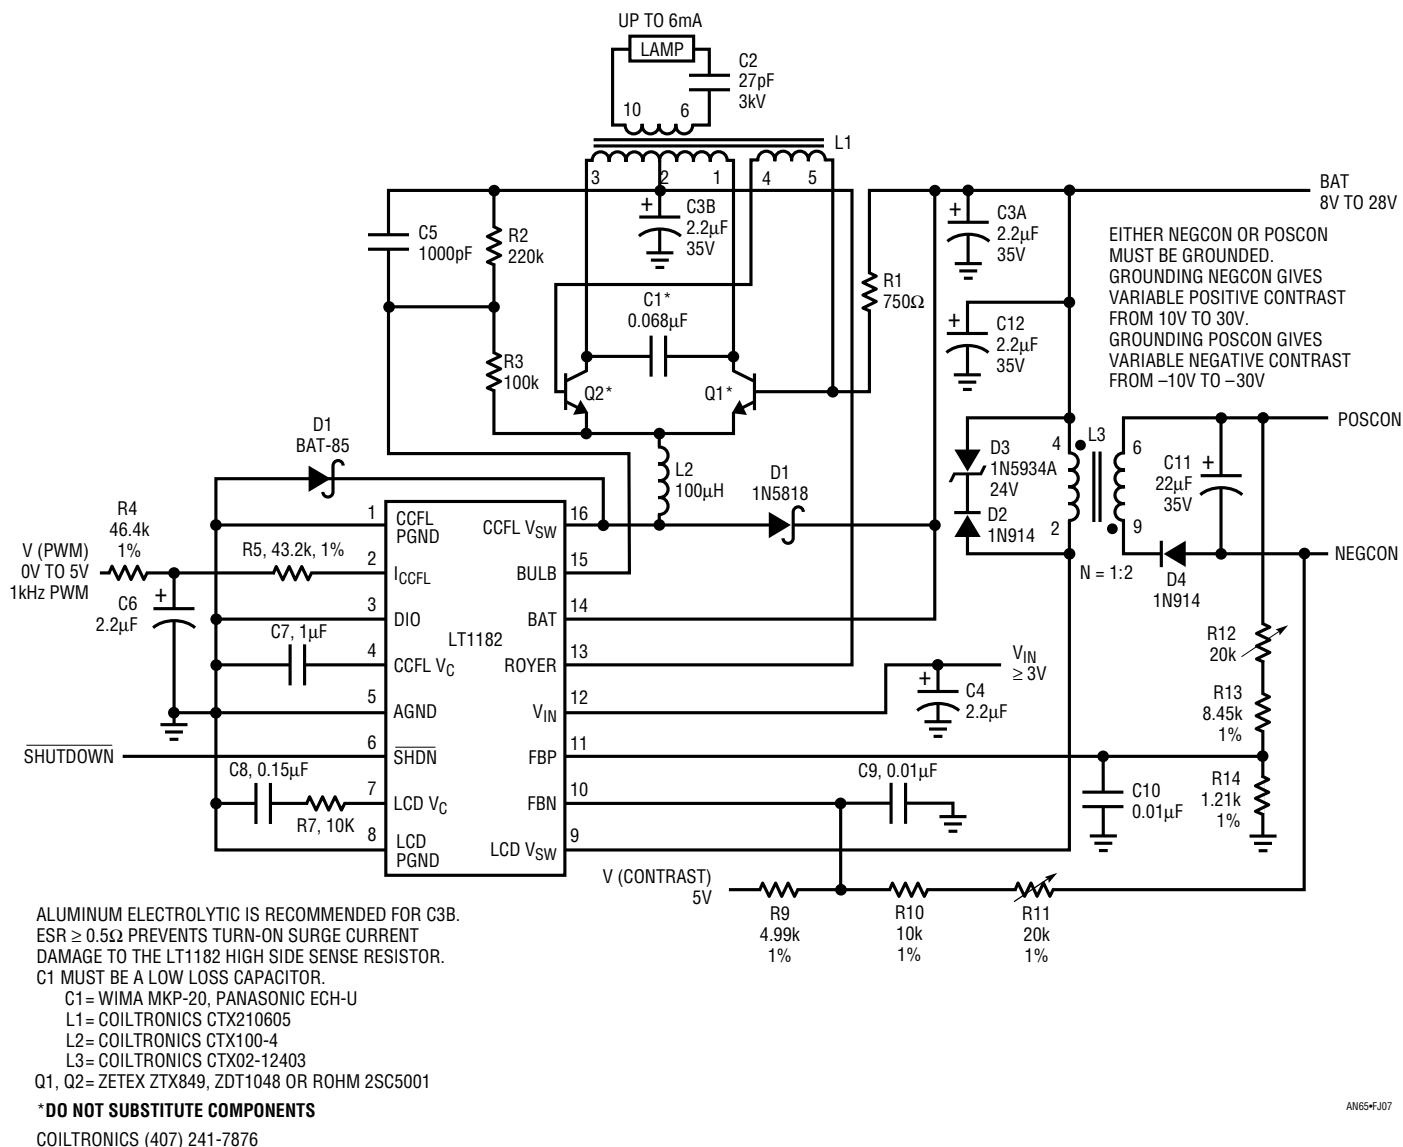 UP TO 6mA
LAMP
C2
27pF
3kV
10
6
L1
3
2
1
4
5
BAT
8V TO 28V
C5
1000pF
R2
220k
+
C3B
2.2µF
35V
+
C3A
2.2µF
35V
R1
750Ω
C1*
0.068µF
+
C12
2.2µF
35V
EITHER NEGCON OR POSCON
MUST BE GROUNDED.
GROUNDING NEGCON GIVES
VARIABLE POSITIVE CONTRAST
FROM 10V TO 30V.
GROUNDING POSCON GIVES
VARIABLE NEGATIVE CONTRAST
FROM –10V TO –30V
R3
100k
Q2*
Q1*
D1
BAT-85
L2
100µH
D1
1N5818
D3
1N5934A
24V
D2
1N914
4
L3
2
6
9
N = 1:2
C11
22µF
35V
+
D4
1N914
POSCON
NEGCON
R4
46.4k
1%
V (PWM)
0V TO 5V
1kHz PWM
R5, 43.2k, 1%
C6
2.2µF
+
C7, 1µF
1
CCFL
PGND
2
ICCFL
3
DIO
4
CCFL VC
5
AGND
6
SHDN
7
LCD VC
8
LCD
PGND
LT1182
16
CCFL VSW
15
BULB
14
BAT
13
ROYER
12
VIN
11
FBP
10
FBN
9
LCD VSW
VIN
≥ 3V
+
C4
2.2µF
R12
20k
R13
8.45k
1%
R14
1.21k
1%
SHUTDOWN
C8, 0.15µF
R7, 10K
C9, 0.01µF
C10
0.01µF
V (CONTRAST)
5V
R9
4.99k
1%
R10
10k
1%
R11
20k
1%
ALUMINUM ELECTROLYTIC IS RECOMMENDED FOR C3B.
ESR ≥ 0.5Ω PREVENTS TURN-ON SURGE CURRENT
DAMAGE TO THE LT1182 HIGH SIDE SENSE RESISTOR.
C1 MUST BE A LOW LOSS CAPACITOR.
C1 = WIMA MKP-20, PANASONIC ECH-U
L1 = COILTRONICS CTX210605
L2 = COILTRONICS CTX100-4
L3 = COILTRONICS CTX02-12403
Q1, Q2 = ZETEX ZTX849, ZDT1048 OR ROHM 2SC5001
*DO NOT SUBSTITUTE COMPONENTS
COILTRONICS (407) 241-7876
AN65•FJ07